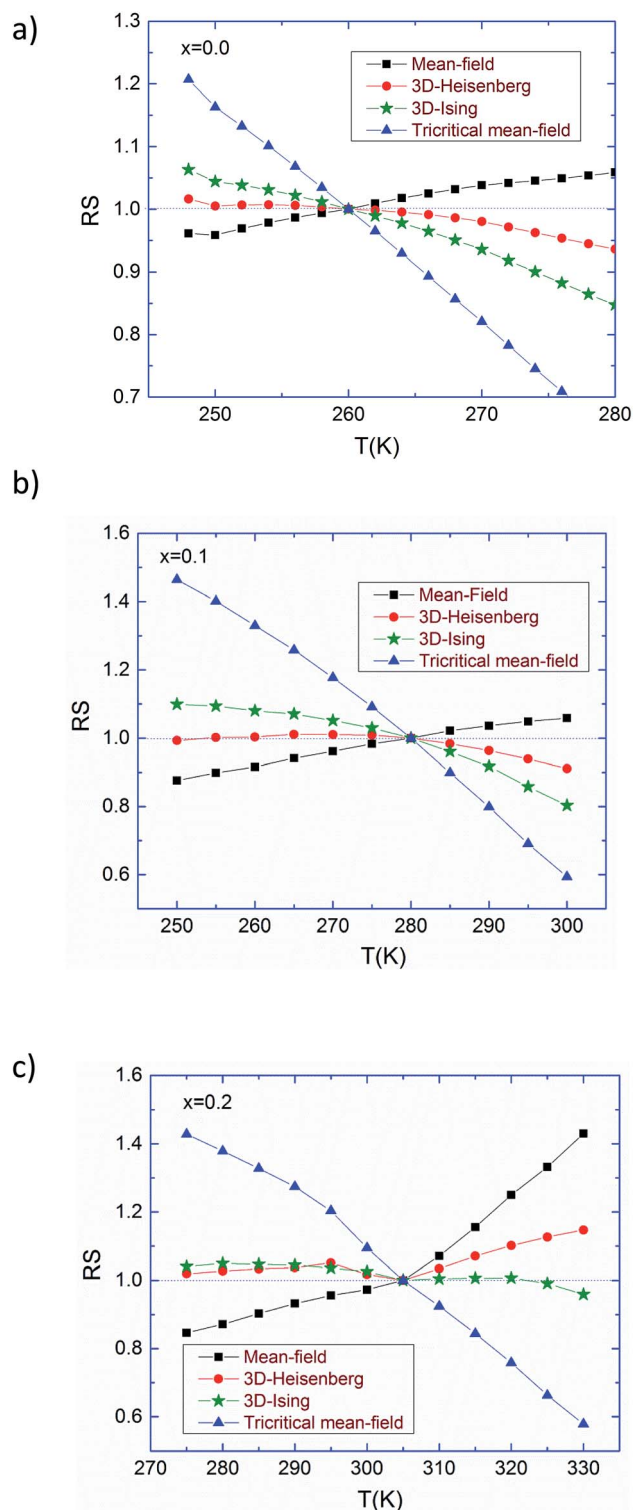 a)
x=0.0
Mean-field
3D-Heisenberg
3D-Ising
Tricritical mean-field
1.3
1.2
1.1
1.0
0.9
0.8
0.7
RS
250 260 270 280
T(K)
b)
x=0.1
Mean-Field
3D-Heisenberg
3D-Ising
Tricritical mean-field
1.6
1.4
1.2
1.0
0.8
0.6
RS
250 260 270 280 290 300
T(K)
c)
x=0.2
1.6
1.4
1.2
1.0
0.8
0.6
RS
Mean-field
3D-Heisenberg
3D-Ising
Tricritical mean-field
270 280 290 300 310 320 330
T(K)